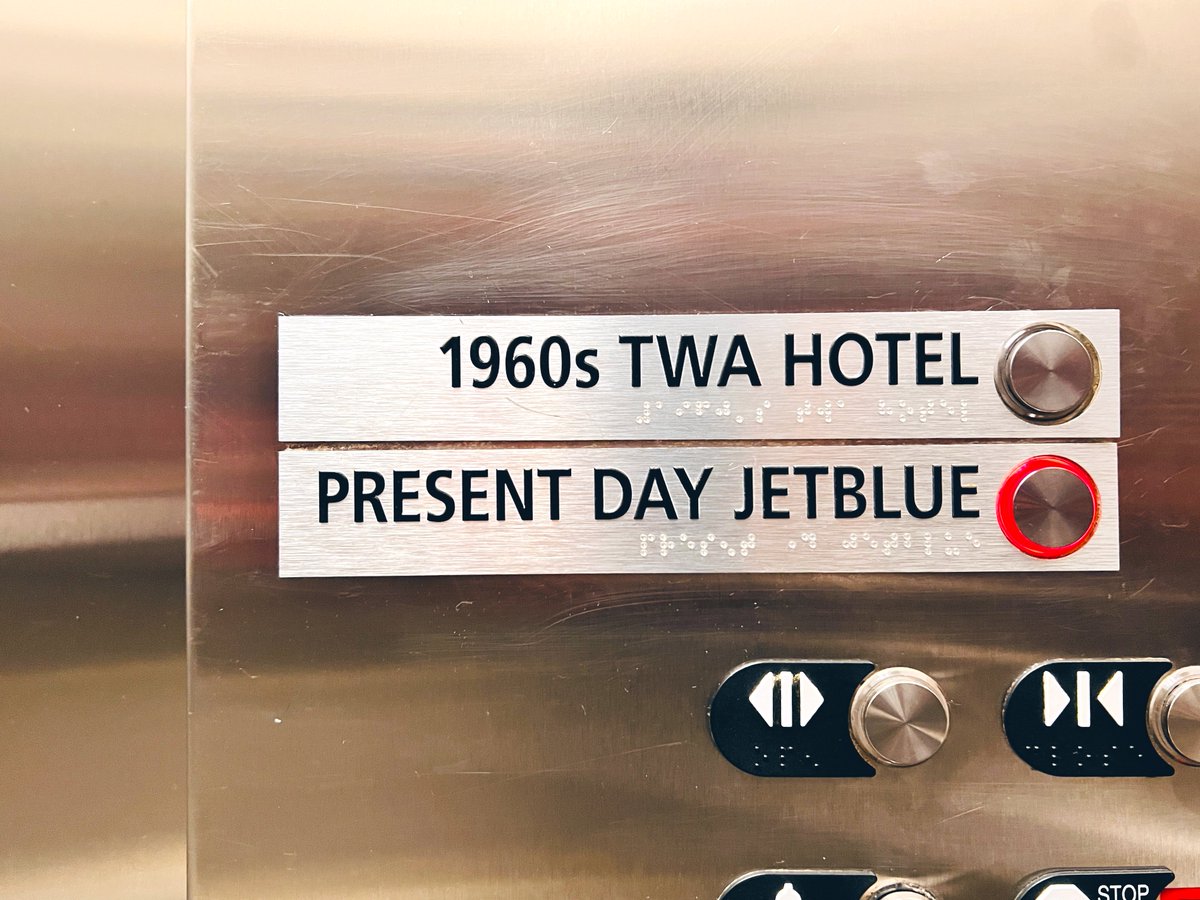 1960s TWA HOTEL
PRESENT DAY JETBLUE
STOP